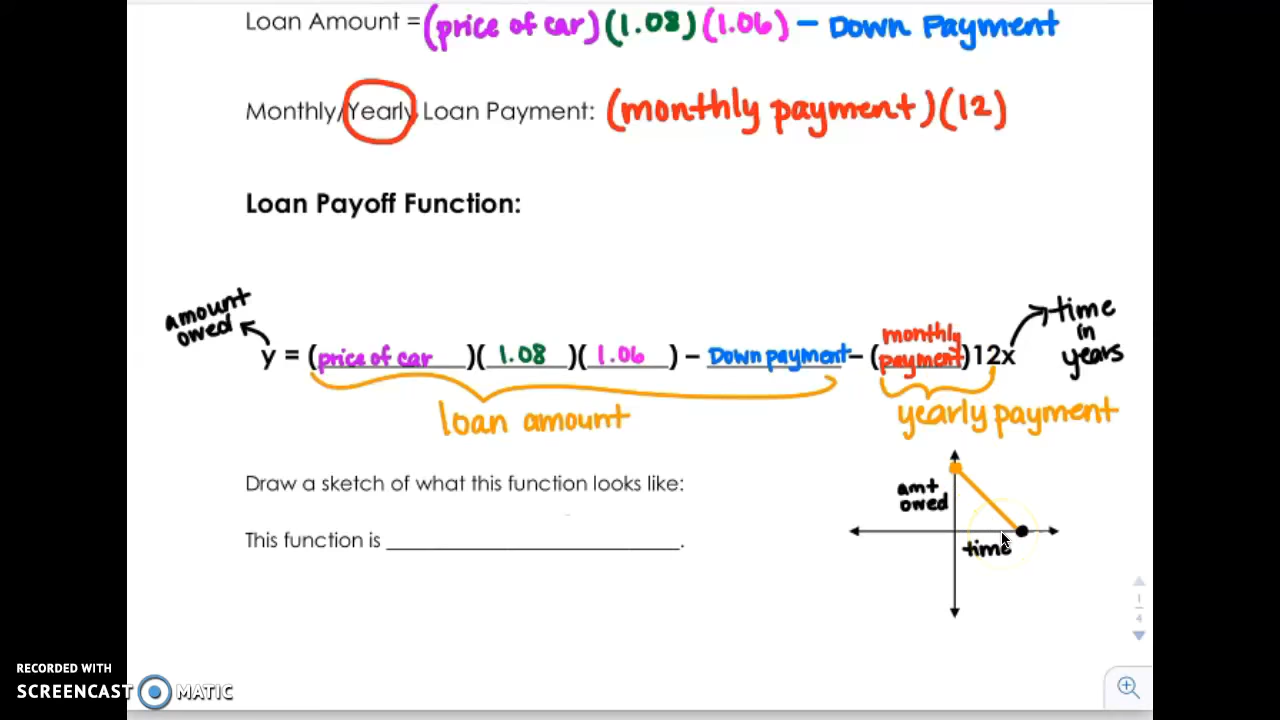 Loan Amount = (price of car)(1.08)(1.06) - Down Payment
Monthly/Yearly Loan Payment: (monthly payment)(12)
Loan Payoff Function:
amount
owed
time
in
years
y = (price of car)(1.08)(1.06) - Down payment - (monthly payment)12x
loan amount
yearly payment
Draw a sketch of what this function looks like:
amt
owed
This function is ____________________________.
time
1
4
RECORDED WITH
SCREENCAST MATIC